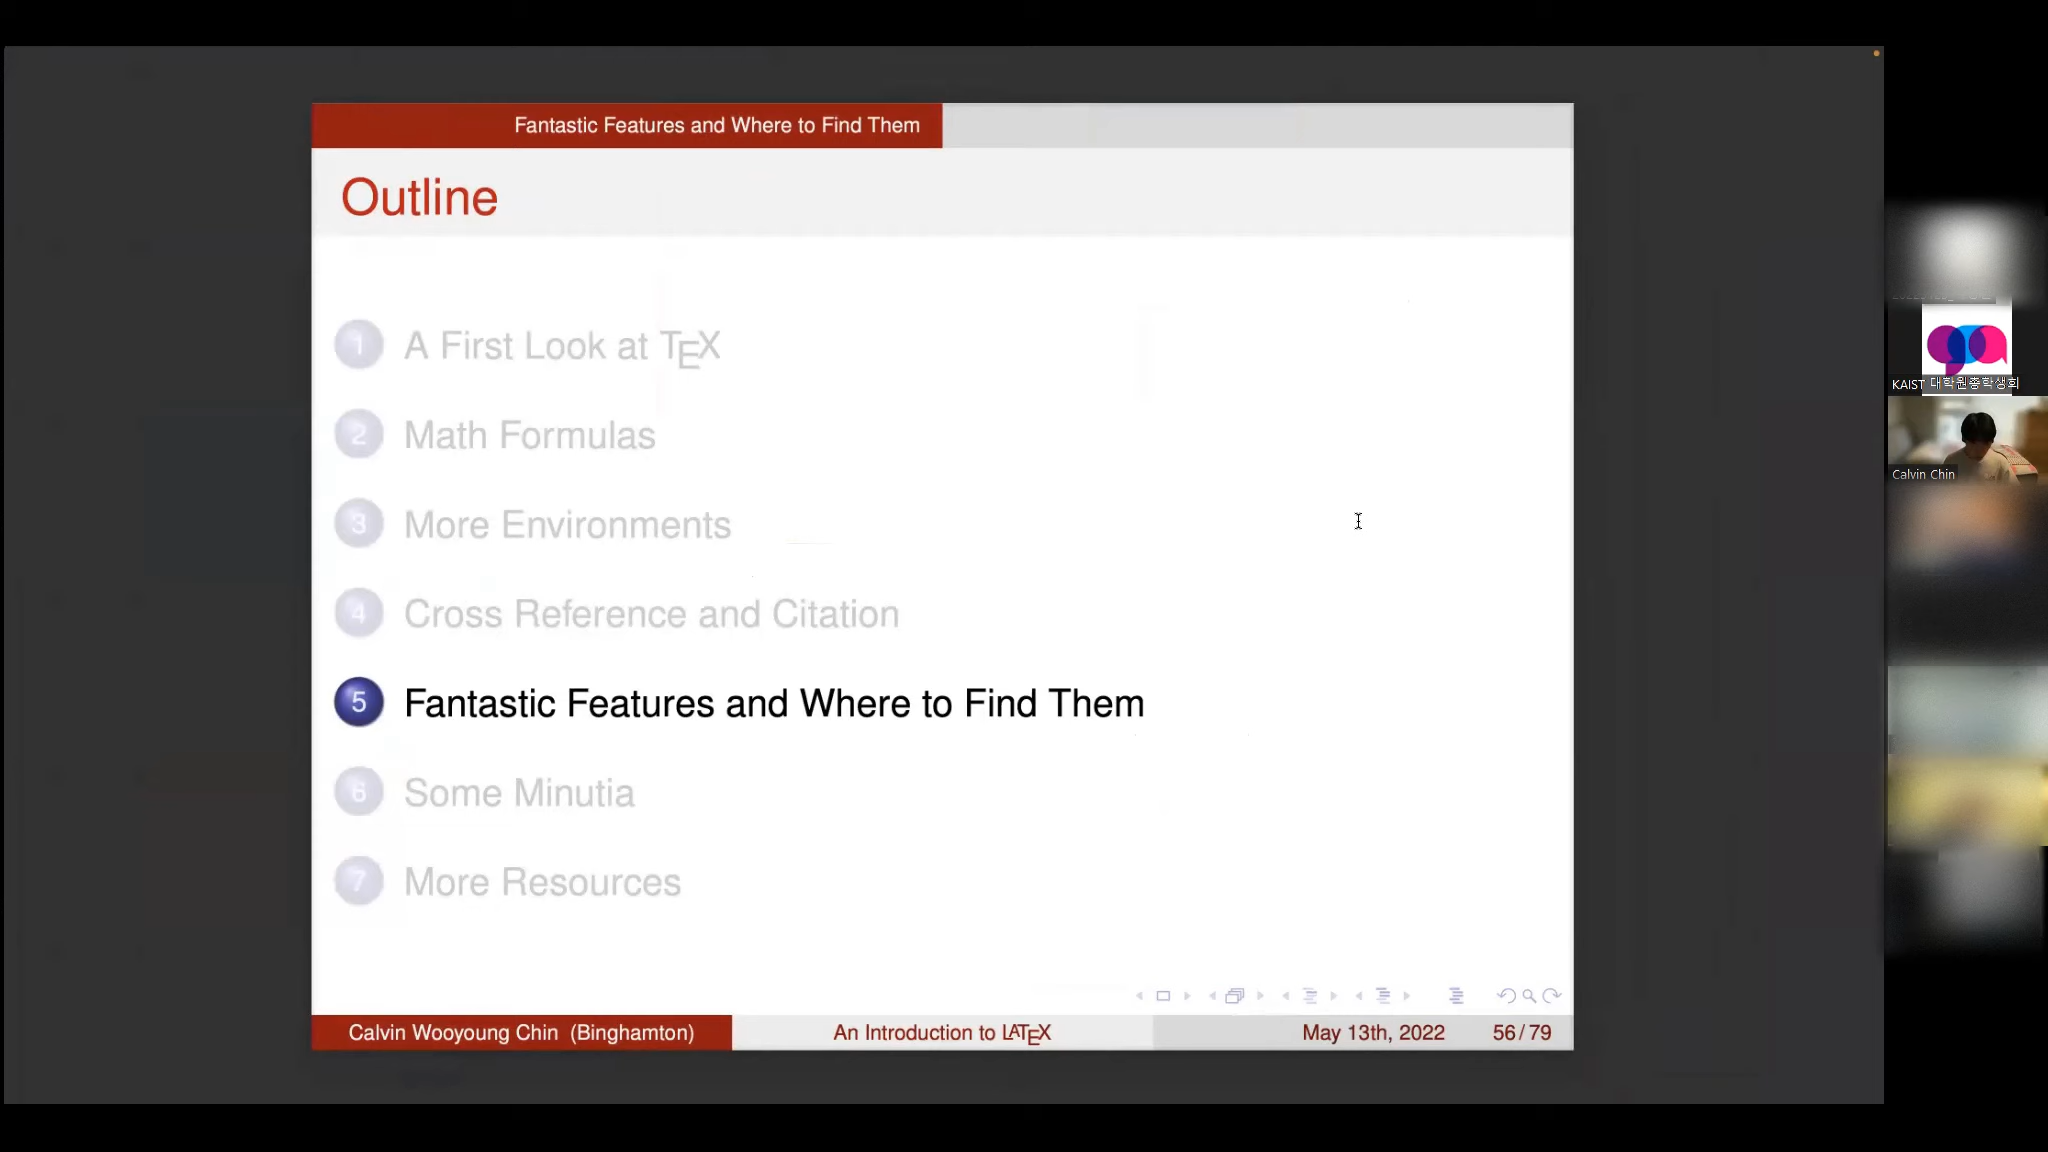 Fantastic Features and Where to Find Them
Outline
1 A First Look at TEX
2 Math Formulas
3 More Environments
4 Cross Reference and Citation
5 Fantastic Features and Where to Find Them
6 Some Minutia
7 More Resources
Calvin Wooyoung Chin (Binghamton) An Introduction to LATEX May 13th, 2022 56/79
KAIST 대학원총학생회
Calvin Chin